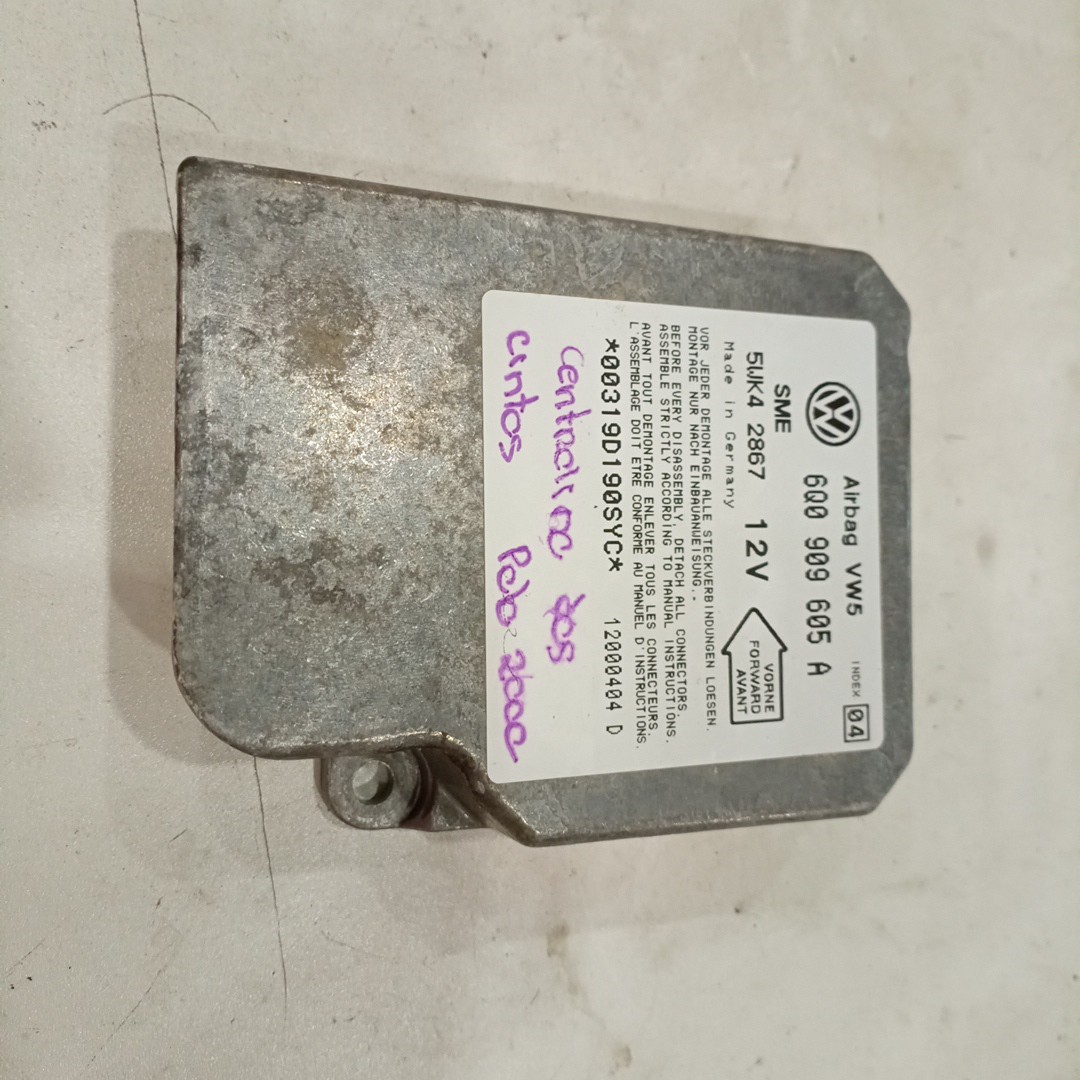 Airbag VW5
6Q0 909 605 A
INDEX 04
SME
5WK4 2867 12V
Made in Germany
VORNE
FORWARD
AVANT
VOR JEDER DEMONTAGE ALLE STECKVERBINDUNGEN LOESEN.
MONTAGE NUR NACH EINBAUANWEISUNG..
BEFORE EVERY DISASSEMBLY, DETACH ALL CONNECTORS,
ASSEMBLE STRICTLY ACCORDING TO MANUAL INSTRUCTIONS.
AVANT TOUT DEMONTAGE ENLEVER TOUS LES CONNECTEURS.
L'ASSEMBLAGE DOIT ETRE CONFORME AU MANUEL D'INSTRUCTIONS.
*00319D190SYC* 12000404 D
Centralina dos
cintos Polo 2000